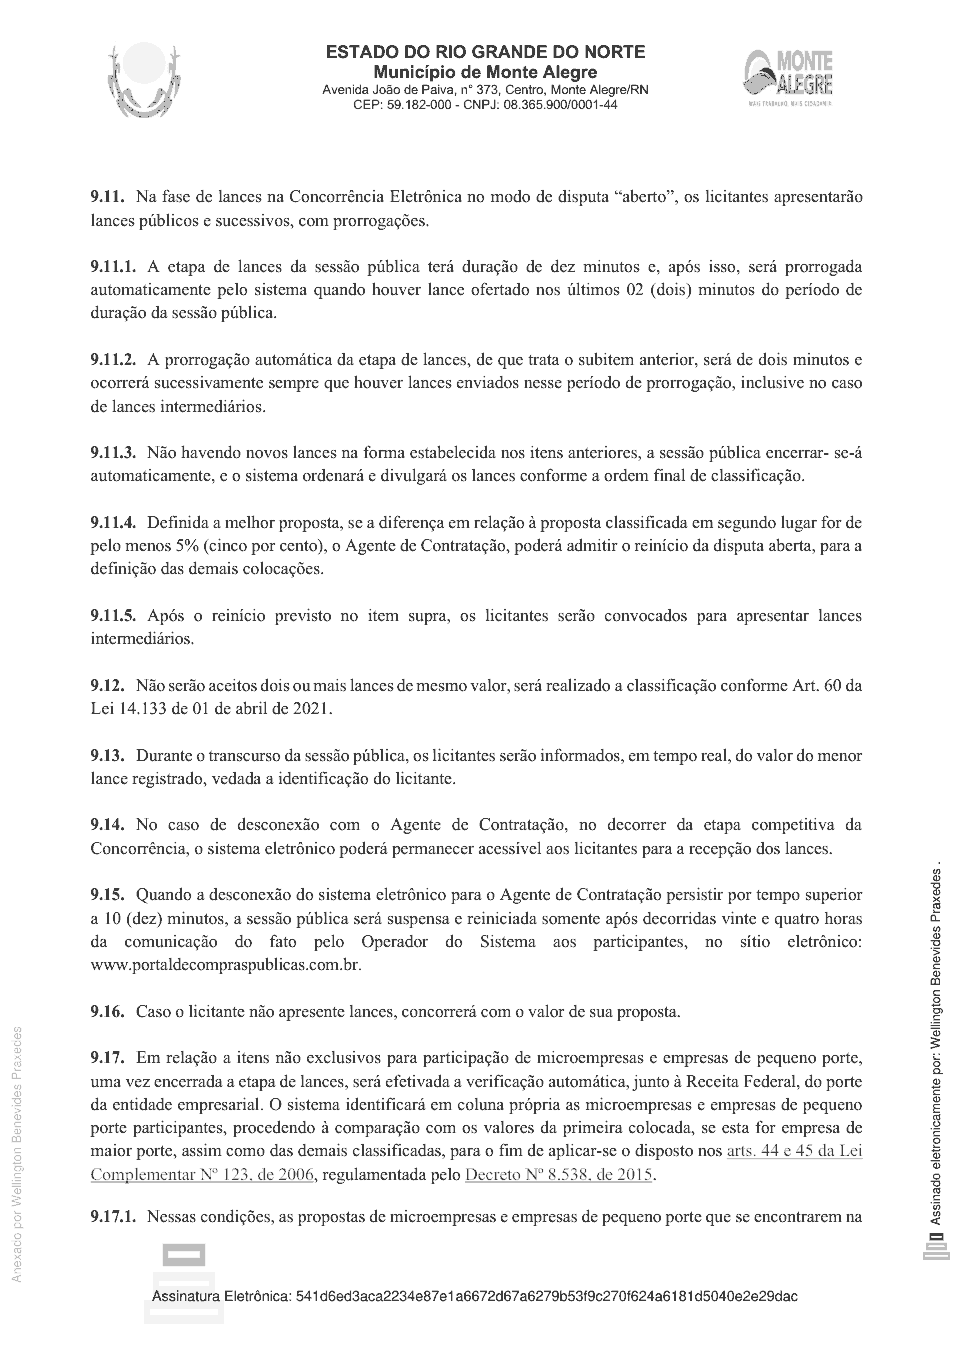 ESTADO DO RIO GRANDE DO NORTE
Município de Monte Alegre
Avenida João de Paiva, n° 373, Centro, Monte Alegre/RN
CEP: 59.182-000 - CNPJ: 08.365.900/0001-44
MONTE
ALEGRE
MAIS TRABALHO, MAIS CIDADANIA
9.11. Na fase de lances na Concorrência Eletrônica no modo de disputa “aberto”, os licitantes apresentarão
lances públicos e sucessivos, com prorrogações.
9.11.1. A etapa de lances da sessão pública terá duração de dez minutos e, após isso, será prorrogada
automaticamente pelo sistema quando houver lance ofertado nos últimos 02 (dois) minutos do período de
duração da sessão pública.
9.11.2. A prorrogação automática da etapa de lances, de que trata o subitem anterior, será de dois minutos e
ocorrerá sucessivamente sempre que houver lances enviados nesse período de prorrogação, inclusive no caso
de lances intermediários.
9.11.3. Não havendo novos lances na forma estabelecida nos itens anteriores, a sessão pública encerrar- se-á
automaticamente, e o sistema ordenará e divulgará os lances conforme a ordem final de classificação.
9.11.4. Definida a melhor proposta, se a diferença em relação à proposta classificada em segundo lugar for de
pelo menos 5% (cinco por cento), o Agente de Contratação, poderá admitir o reinício da disputa aberta, para a
definição das demais colocações.
9.11.5. Após o reinício previsto no item supra, os licitantes serão convocados para apresentar lances
intermediários.
9.12. Não serão aceitos dois ou mais lances de mesmo valor, será realizado a classificação conforme Art. 60 da
Lei 14.133 de 01 de abril de 2021.
9.13. Durante o transcurso da sessão pública, os licitantes serão informados, em tempo real, do valor do menor
lance registrado, vedada a identificação do licitante.
9.14. No caso de desconexão com o Agente de Contratação, no decorrer da etapa competitiva da
Concorrência, o sistema eletrônico poderá permanecer acessível aos licitantes para a recepção dos lances.
9.15. Quando a desconexão do sistema eletrônico para o Agente de Contratação persistir por tempo superior
a 10 (dez) minutos, a sessão pública será suspensa e reiniciada somente após decorridas vinte e quatro horas
da comunicação do fato pelo Operador do Sistema aos participantes, no sítio eletrônico:
www.portaldecompraspublicas.com.br.
9.16. Caso o licitante não apresente lances, concorrerá com o valor de sua proposta.
9.17. Em relação a itens não exclusivos para participação de microempresas e empresas de pequeno porte,
uma vez encerrada a etapa de lances, será efetivada a verificação automática, junto à Receita Federal, do porte
da entidade empresarial. O sistema identificará em coluna própria as microempresas e empresas de pequeno
porte participantes, procedendo à comparação com os valores da primeira colocada, se esta for empresa de
maior porte, assim como das demais classificadas, para o fim de aplicar-se o disposto nos arts. 44 e 45 da Lei
Complementar Nº 123, de 2006, regulamentada pelo Decreto Nº 8.538, de 2015.
9.17.1. Nessas condições, as propostas de microempresas e empresas de pequeno porte que se encontrarem na
Assinatura Eletrônica: 541d6ed3aca2234e87e1a6672d67a6279b53f9c270f624a6181d5040e2e29dac
Anexado por Wellington Benevides Praxedes
Assinado eletronicamente por: Wellington Benevides Praxedes .